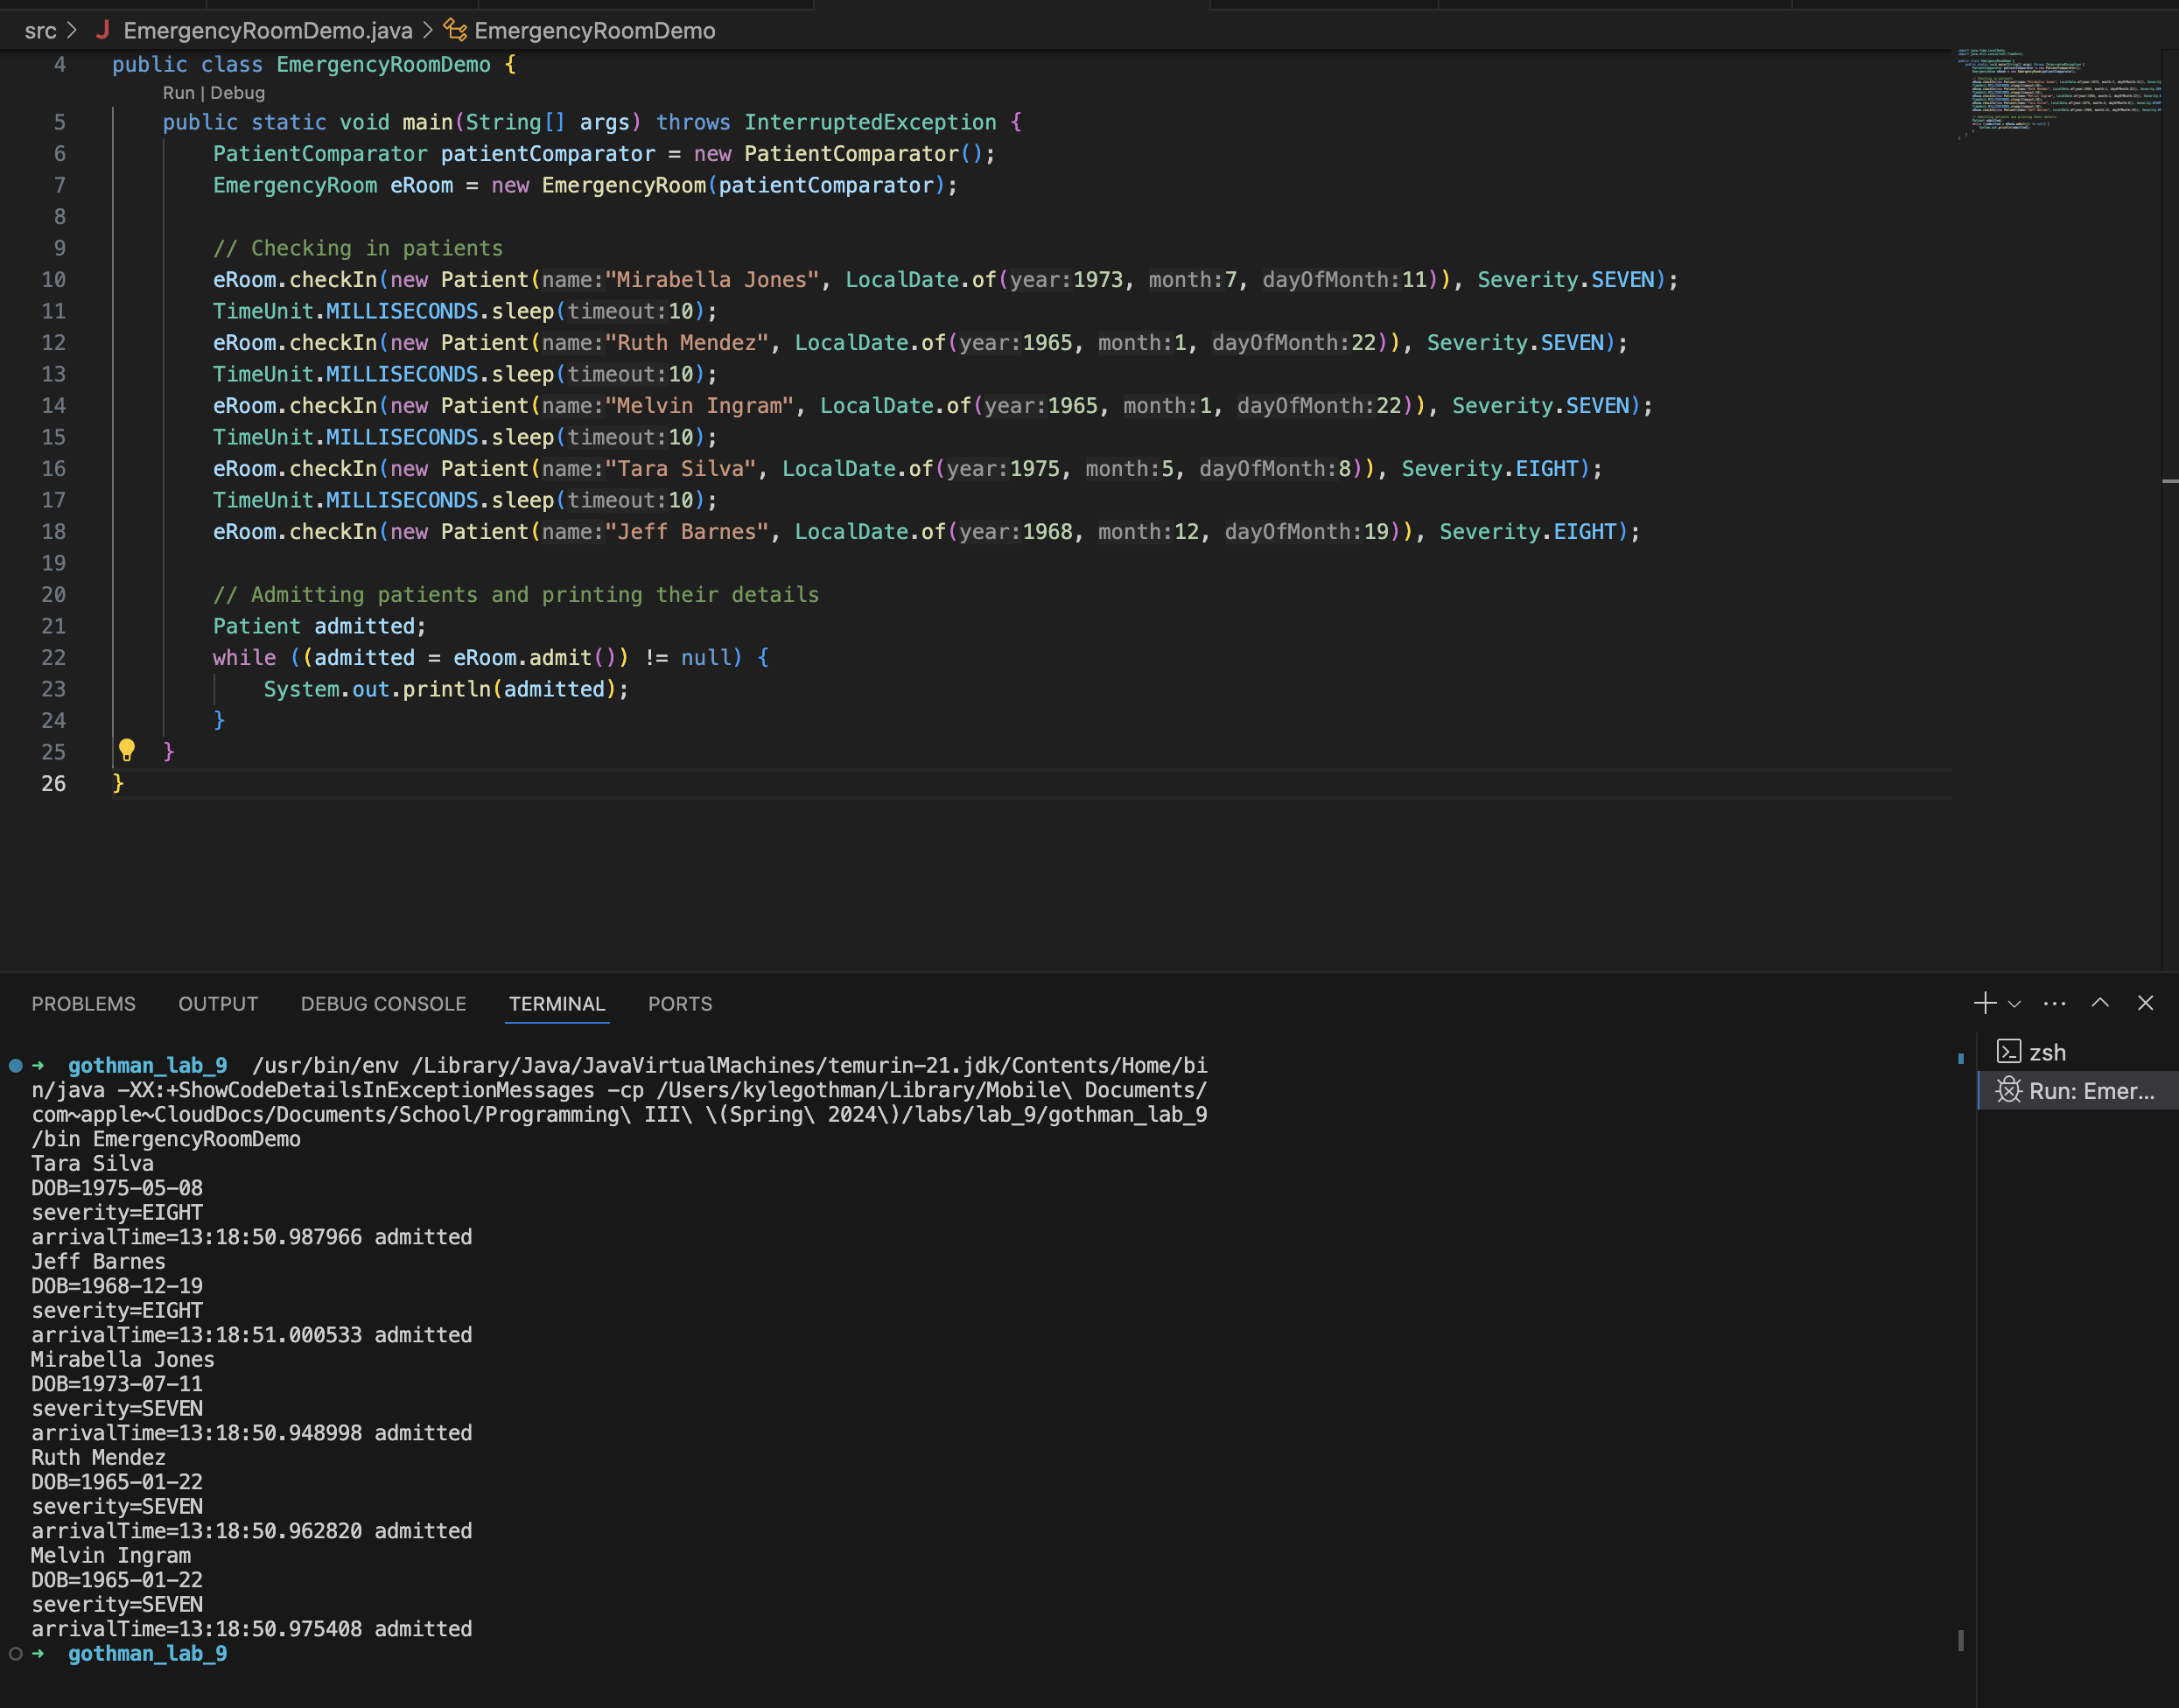 src > J EmergencyRoomDemo.java > EmergencyRoomDemo
4 public class EmergencyRoomDemo {
Run | Debug
5 public static void main(String[] args) throws InterruptedException {
6 PatientComparator patientComparator = new PatientComparator();
7 EmergencyRoom eRoom = new EmergencyRoom(patientComparator);
8
9 // Checking in patients
10 eRoom.checkIn(new Patient(name:"Mirabella Jones", LocalDate.of(year:1973, month:7, dayOfMonth:11)), Severity.SEVEN);
11 TimeUnit.MILLISECONDS.sleep(timeout:10);
12 eRoom.checkIn(new Patient(name:"Ruth Mendez", LocalDate.of(year:1965, month:1, dayOfMonth:22)), Severity.SEVEN);
13 TimeUnit.MILLISECONDS.sleep(timeout:10);
14 eRoom.checkIn(new Patient(name:"Melvin Ingram", LocalDate.of(year:1965, month:1, dayOfMonth:22)), Severity.SEVEN);
15 TimeUnit.MILLISECONDS.sleep(timeout:10);
16 eRoom.checkIn(new Patient(name:"Tara Silva", LocalDate.of(year:1975, month:5, dayOfMonth:8)), Severity.EIGHT);
17 TimeUnit.MILLISECONDS.sleep(timeout:10);
18 eRoom.checkIn(new Patient(name:"Jeff Barnes", LocalDate.of(year:1968, month:12, dayOfMonth:19)), Severity.EIGHT);
19
20 // Admitting patients and printing their details
21 Patient admitted;
22 while ((admitted = eRoom.admit()) != null) {
23 System.out.println(admitted);
24 }
25 }
26 }
PROBLEMS OUTPUT DEBUG CONSOLE TERMINAL PORTS
zsh
Run: Emer...
➜ gothman_lab_9 /usr/bin/env /Library/Java/JavaVirtualMachines/temurin-21.jdk/Contents/Home/bi
n/java -XX:+ShowCodeDetailsInExceptionMessages -cp /Users/kylegothman/Library/Mobile\ Documents/
com~apple~CloudDocs/Documents/School/Programming\ III\ \(Spring\ 2024\)/labs/lab_9/gothman_lab_9
/bin EmergencyRoomDemo
Tara Silva
DOB=1975-05-08
severity=EIGHT
arrivalTime=13:18:50.987966 admitted
Jeff Barnes
DOB=1968-12-19
severity=EIGHT
arrivalTime=13:18:51.000533 admitted
Mirabella Jones
DOB=1973-07-11
severity=SEVEN
arrivalTime=13:18:50.948998 admitted
Ruth Mendez
DOB=1965-01-22
severity=SEVEN
arrivalTime=13:18:50.962820 admitted
Melvin Ingram
DOB=1965-01-22
severity=SEVEN
arrivalTime=13:18:50.975408 admitted
➜ gothman_lab_9